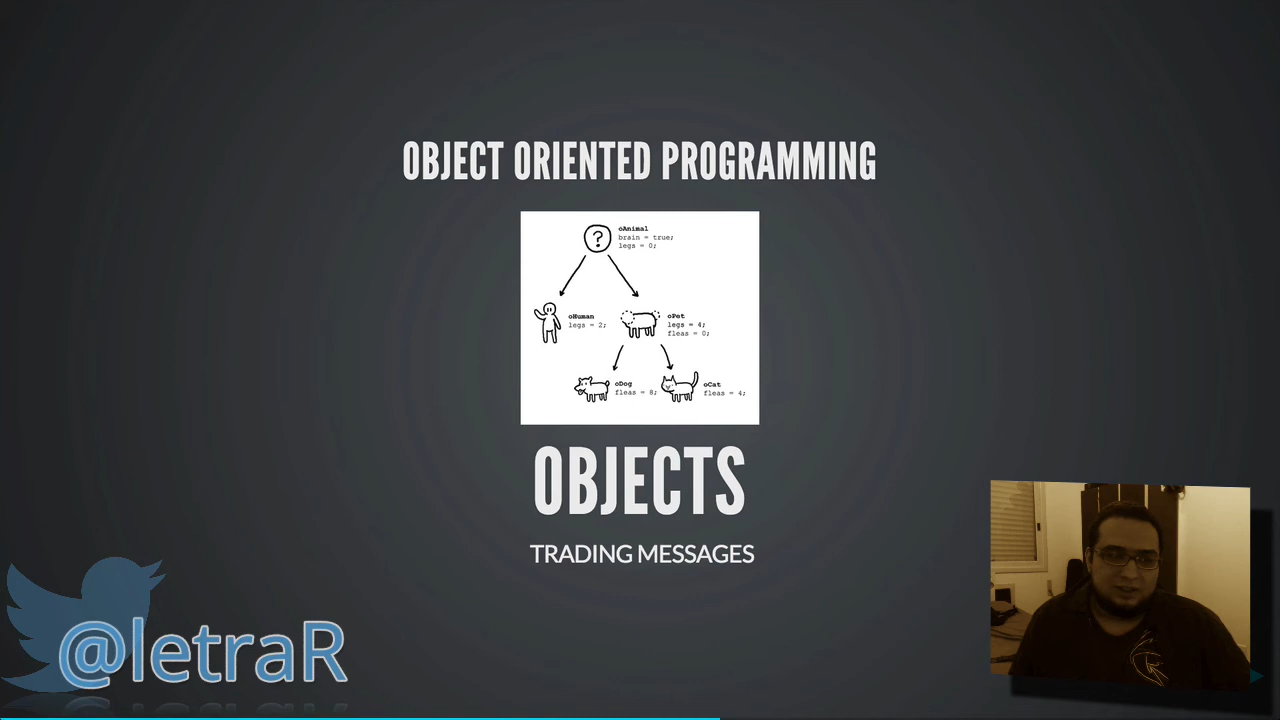 OBJECT ORIENTED PROGRAMMING
?
oAnimal
brain = true;
legs = 0;
oHuman
legs = 2;
oPet
legs = 4;
fleas = 0;
oDog
fleas = 8;
oCat
fleas = 4;
OBJECTS
TRADING MESSAGES
@letraR